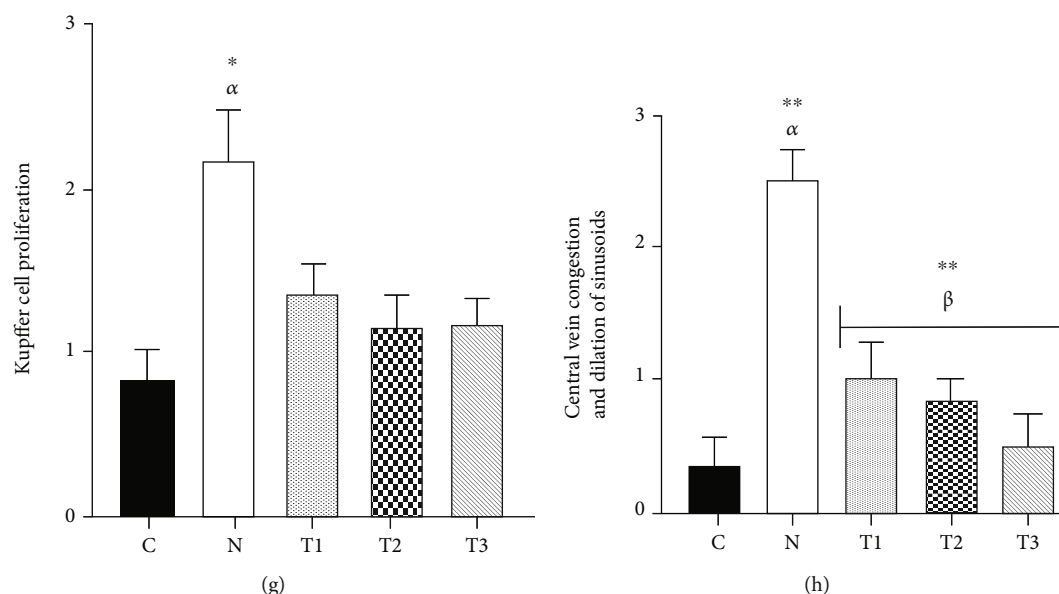 Kupffer cell proliferation
3
2
1
0
*
α
C N T1 T2 T3
(g)
Central vein congestion
and dilation of sinusoids
3
2
1
0
**
α
**
β
C N T1 T2 T3
(h)